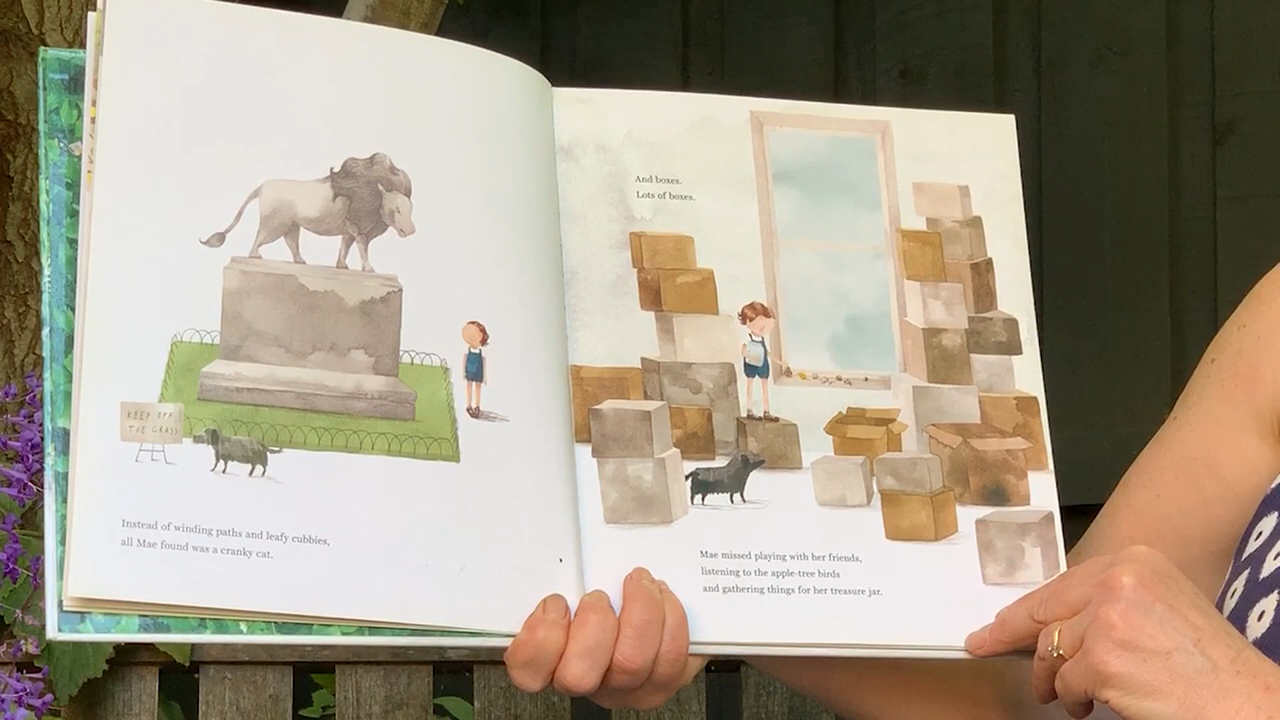 KEEP OFF
THE GRASS
Instead of winding paths and leafy cubbies,
all Mae found was a cranky cat.
And boxes.
Lots of boxes.
Mae missed playing with her friends,
listening to the apple-tree birds
and gathering things for her treasure jar.